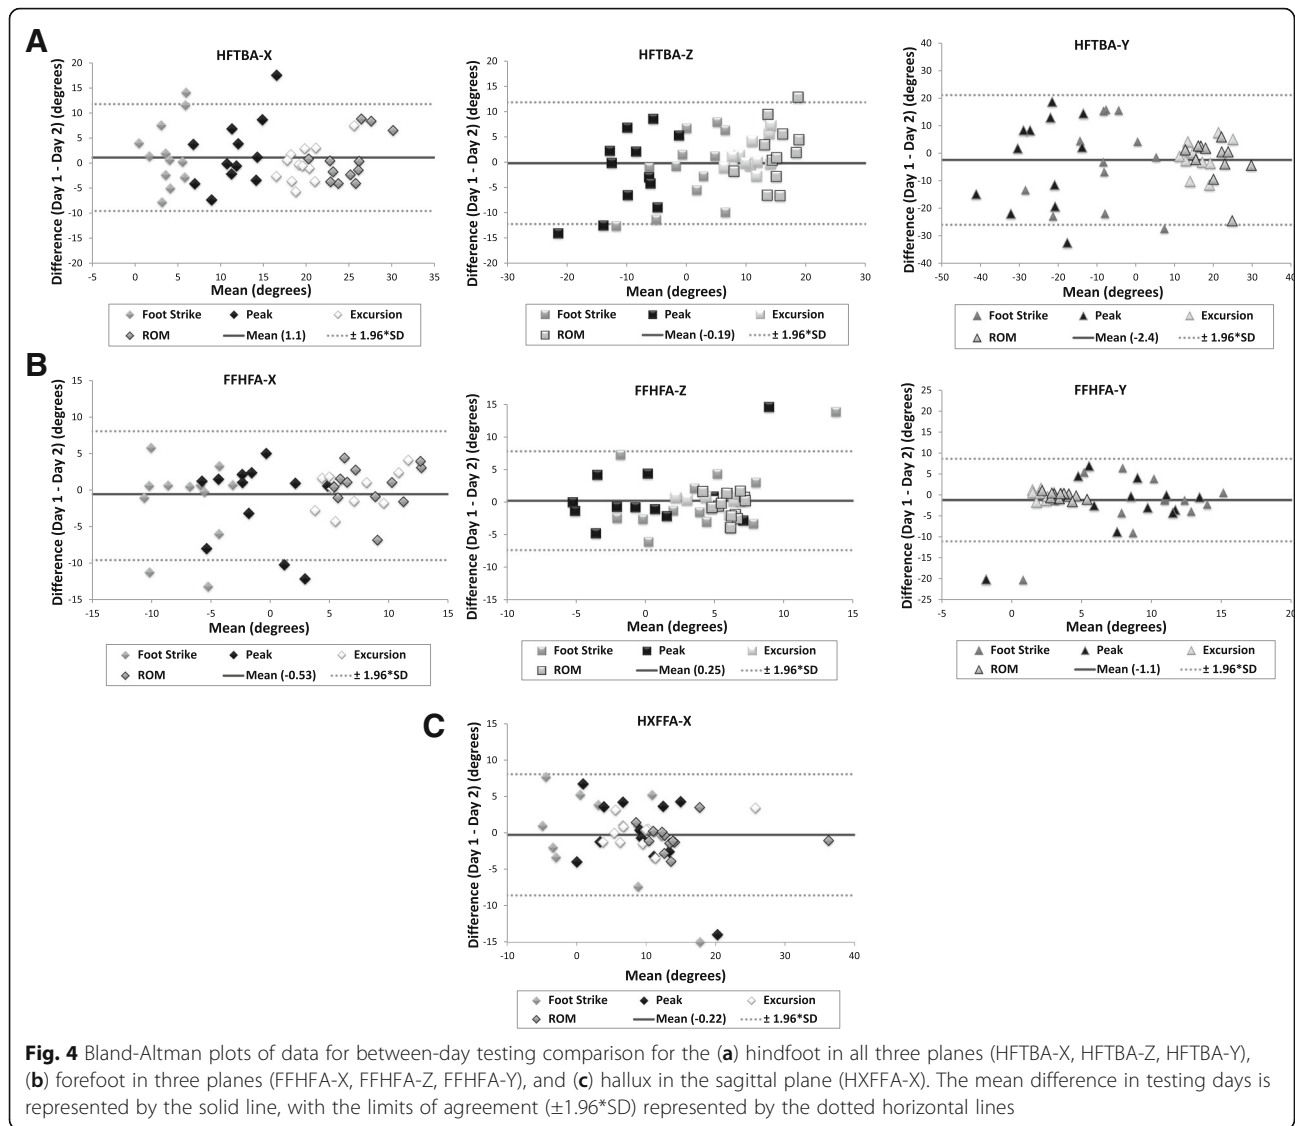 A
HFTBA-X
Difference (Day 1 - Day 2) (degrees)
20
15
10
5
0
-5
-10
-15
-20
-5 0 5 10 15 20 25 30 35
Mean (degrees)
Foot Strike Peak Excursion
ROM Mean (1.1) ± 1.96*SD
HFTBA-Z
Difference (Day 1 - Day 2) (degrees)
20
15
10
5
0
-5
-10
-15
-20
-30 -20 -10 0 10 20 30
Mean (degrees)
Foot Strike Peak Excursion
ROM Mean (-0.19) ± 1.96*SD
HFTBA-Y
Difference (Day 1 - Day 2) (degrees)
40
30
20
10
0
-10
-20
-30
-40
-50 -40 -30 -20 -10 0 10 20 30 40
Mean (degrees)
Foot Strike Peak Excursion
ROM Mean (-2.4) ± 1.96*SD
B
FFHFA-X
Difference (Day 1 - Day 2) (degrees)
15
10
5
0
-5
-10
-15
-15 -10 -5 0 5 10 15
Mean (degrees)
Foot Strike Peak Excursion
ROM Mean (-0.53) ± 1.96*SD
FFHFA-Z
Difference (Day 1 - Day 2) (degrees)
15
10
5
0
-5
-10
-15
-10 -5 0 5 10 15
Mean (degrees)
Foot Strike Peak Excursion
ROM Mean (0.25) ± 1.96*SD
FFHFA-Y
Difference (Day 1 - Day 2) (degrees)
25
20
15
10
5
0
-5
-10
-15
-20
-25
-5 0 5 10 15 20
Mean (degrees)
Foot Strike Peak Excursion
ROM Mean (-1.1) ± 1.96*SD
C
HXFFA-X
Difference (Day 1 - Day 2) (degrees)
15
10
5
0
-5
-10
-15
-10 0 10 20 30 40
Mean (degrees)
Foot Strike Peak Excursion
ROM Mean (-0.22) ± 1.96*SD
Fig. 4 Bland-Altman plots of data for between-day testing comparison for the (a) hindfoot in all three planes (HFTBA-X, HFTBA-Z, HFTBA-Y),
(b) forefoot in three planes (FFHFA-X, FFHFA-Z, FFHFA-Y), and (c) hallux in the sagittal plane (HXFFA-X). The mean difference in testing days is
represented by the solid line, with the limits of agreement (±1.96*SD) represented by the dotted horizontal lines